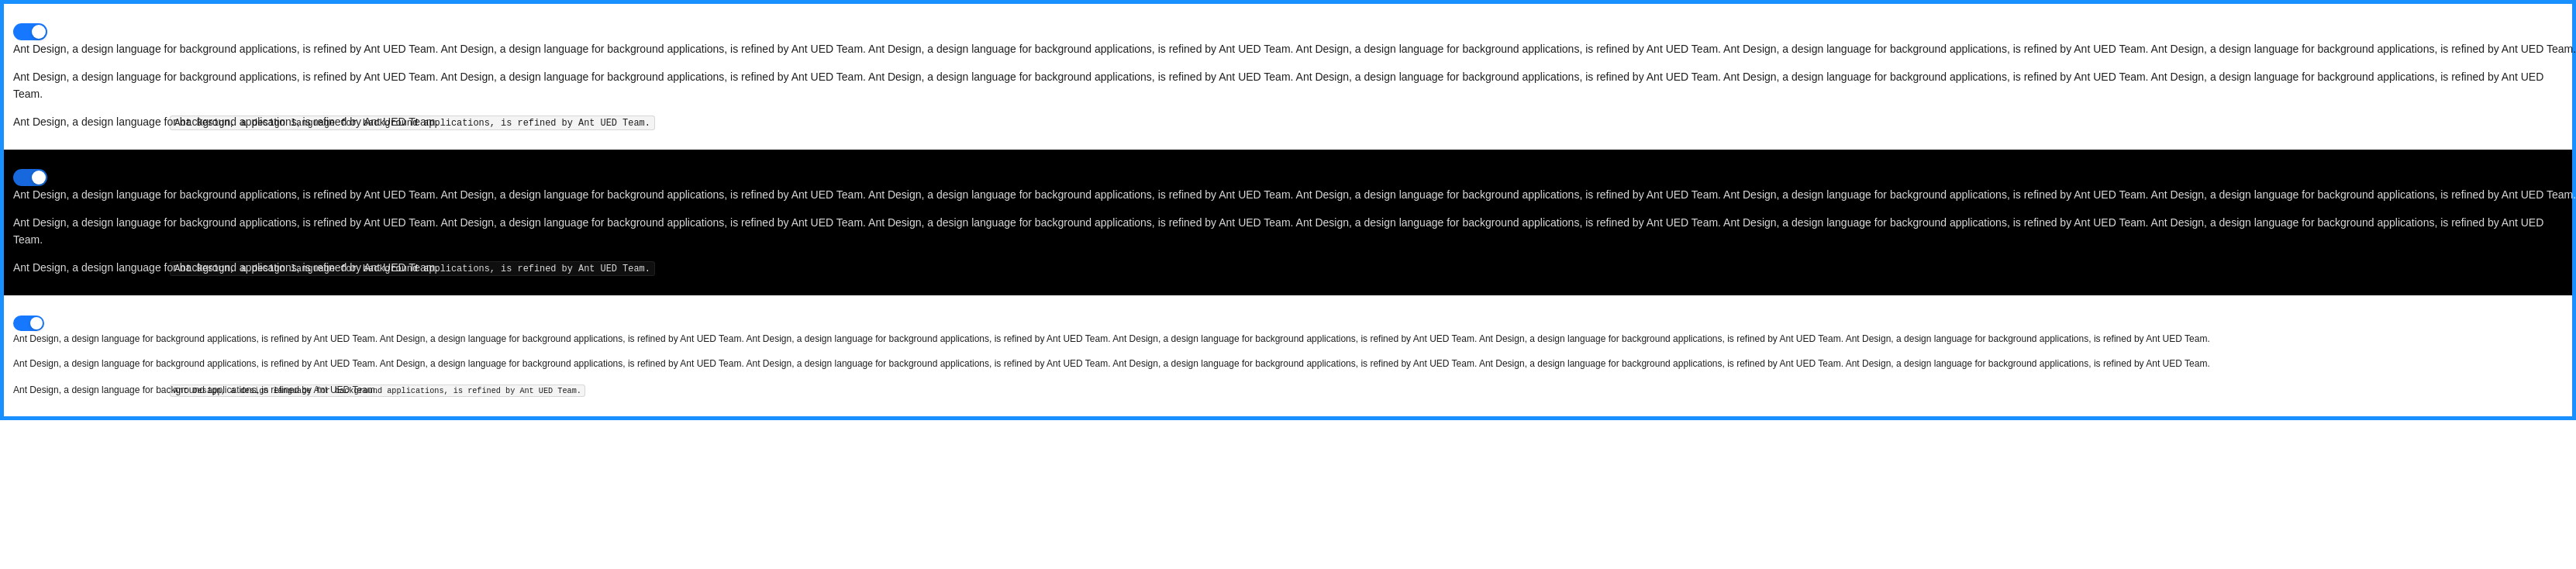 Ant Design, a design language for background applications, is refined by Ant UED Team. Ant Design, a design language for background applications, is refined by Ant UED Team. Ant Design, a design language for background applications, is refined by Ant UED Team. Ant Design, a design language for background applications, is refined by Ant UED Team. Ant Design, a design language for background applications, is refined by Ant UED Team. Ant Design, a design language for background applications, is refined by Ant UED Team.
Ant Design, a design language for background applications, is refined by Ant UED Team. Ant Design, a design language for background applications, is refined by Ant UED Team. Ant Design, a design language for background applications, is refined by Ant UED Team. Ant Design, a design language for background applications, is refined by Ant UED Team. Ant Design, a design language for background applications, is refined by Ant UED Team. Ant Design, a design language for background applications, is refined by Ant UED
Team.
Ant Design, a design language for background applications, is refined by Ant UED Team. Ant Design, a design language for background applications, is refined by Ant UED Team.
Ant Design, a design language for background applications, is refined by Ant UED Team. Ant Design, a design language for background applications, is refined by Ant UED Team. Ant Design, a design language for background applications, is refined by Ant UED Team. Ant Design, a design language for background applications, is refined by Ant UED Team. Ant Design, a design language for background applications, is refined by Ant UED Team. Ant Design, a design language for background applications, is refined by Ant UED Team.
Ant Design, a design language for background applications, is refined by Ant UED Team. Ant Design, a design language for background applications, is refined by Ant UED Team. Ant Design, a design language for background applications, is refined by Ant UED Team. Ant Design, a design language for background applications, is refined by Ant UED Team. Ant Design, a design language for background applications, is refined by Ant UED Team. Ant Design, a design language for background applications, is refined by Ant UED
Team.
Ant Design, a design language for background applications, is refined by Ant UED Team. Ant Design, a design language for background applications, is refined by Ant UED Team.
Ant Design, a design language for background applications, is refined by Ant UED Team. Ant Design, a design language for background applications, is refined by Ant UED Team. Ant Design, a design language for background applications, is refined by Ant UED Team. Ant Design, a design language for background applications, is refined by Ant UED Team. Ant Design, a design language for background applications, is refined by Ant UED Team. Ant Design, a design language for background applications, is refined by Ant UED Team.
Ant Design, a design language for background applications, is refined by Ant UED Team. Ant Design, a design language for background applications, is refined by Ant UED Team. Ant Design, a design language for background applications, is refined by Ant UED Team. Ant Design, a design language for background applications, is refined by Ant UED Team. Ant Design, a design language for background applications, is refined by Ant UED Team. Ant Design, a design language for background applications, is refined by Ant UED Team.
Ant Design, a design language for background applications, is refined by Ant UED Team. Ant Design, a design language for background applications, is refined by Ant UED Team.